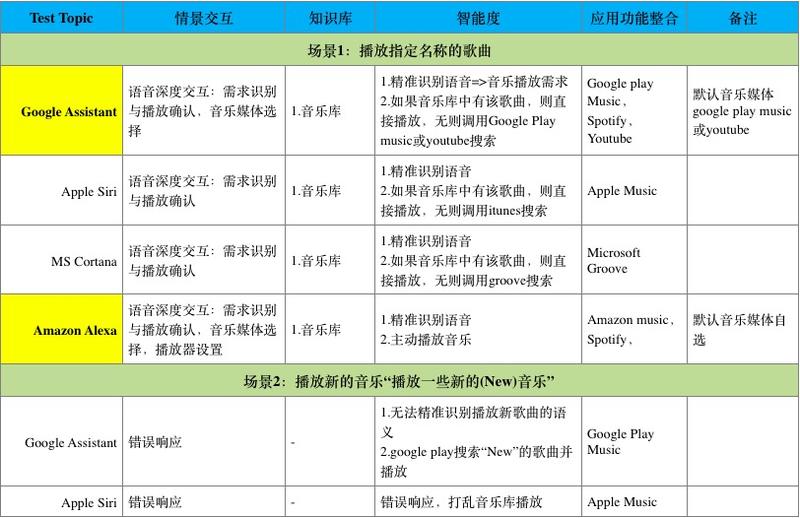 Test Topic
情景交互
知识库
智能度
应用功能整合
备注
场景1：播放指定名称的歌曲
Google Assistant
语音深度交互：需求识别
与播放确认，音乐媒体选
择
1.音乐库
1.精准识别语音=>音乐播放需求
2.如果音乐库中有该歌曲，则直
接播放，无则调用Google Play
music或youtube搜索
Google play
Music，
Spotify，
Youtube
默认音乐媒体
google play music
或youtube
Apple Siri
语音深度交互：需求识别
与播放确认
1.音乐库
1.精准识别语音
2.如果音乐库中有该歌曲，则直
接播放，无则调用itunes搜索
Apple Music
MS Cortana
语音深度交互：需求识别
与播放确认
1.音乐库
1.精准识别语音
2.如果音乐库中有该歌曲，则直
接播放，无则调用groove搜索
Microsoft
Groove
Amazon Alexa
语音深度交互：需求识别
与播放确认，音乐媒体选
择，播放器设置
1.音乐库
1.精准识别语音
2.主动播放音乐
Amazon music，
Spotify，
默认音乐媒体自
选
场景2：播放新的音乐“播放一些新的(New)音乐”
Google Assistant
错误响应
-
1.无法精准识别播放新歌曲的语
义
2.google play搜索“New”的歌曲并
播放
Google Play
Music
Apple Siri
错误响应
-
错误响应，打乱音乐库播放
Apple Music